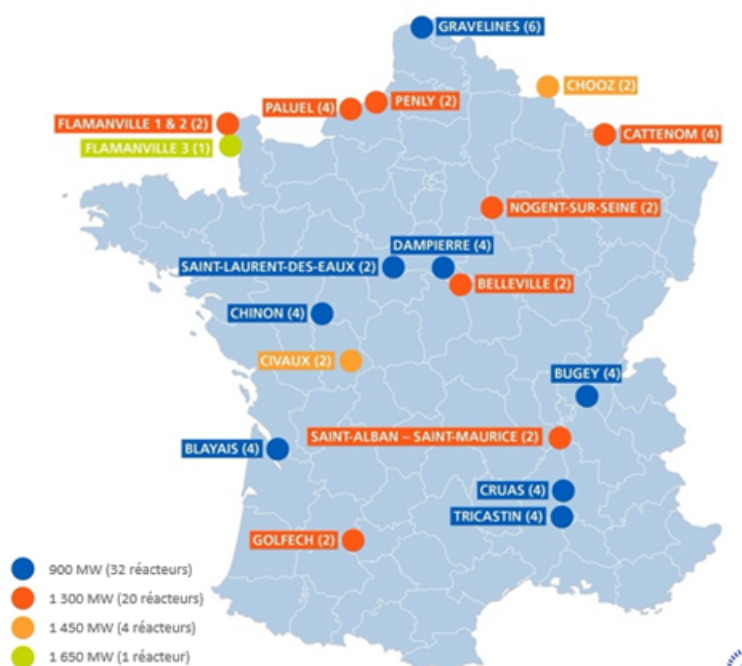 GRAVELINES (6)
CHOOZ (2)
PENLY (2)
PALUEL (4)
FLAMANVILLE 1 & 2 (2)
CATTENOM (4)
FLAMANVILLE 3 (1)
NOGENT-SUR-SEINE (2)
DAMPIERRE (4)
SAINT-LAURENT-DES-EAUX (2)
BELLEVILLE (2)
CHINON (4)
CIVAUX (2)
BUGEY (4)
SAINT-ALBAN – SAINT-MAURICE (2)
BLAYAIS (4)
CRUAS (4)
TRICASTIN (4)
GOLFECH (2)
900 MW (32 réacteurs)
1 300 MW (20 réacteurs)
1 450 MW (4 réacteurs)
1 650 MW (1 réacteur)